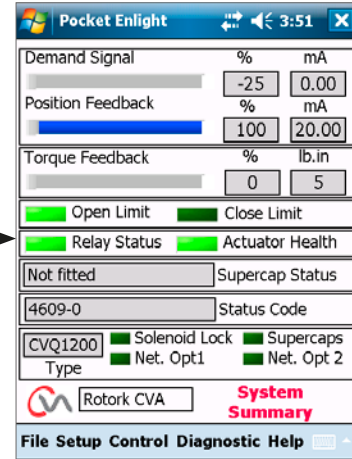 Pocket Enlight 3:51
Demand Signal % mA
-25 0.00
Position Feedback % mA
100 20.00
Torque Feedback % lb.in
0 5
Open Limit Close Limit
Relay Status Actuator Health
Not fitted Supercap Status
4609-0 Status Code
CVQ1200 Solenoid Lock Supercaps
Type Net. Opt1 Net. Opt 2
Rotork CVA System
Summary
File Setup Control Diagnostic Help